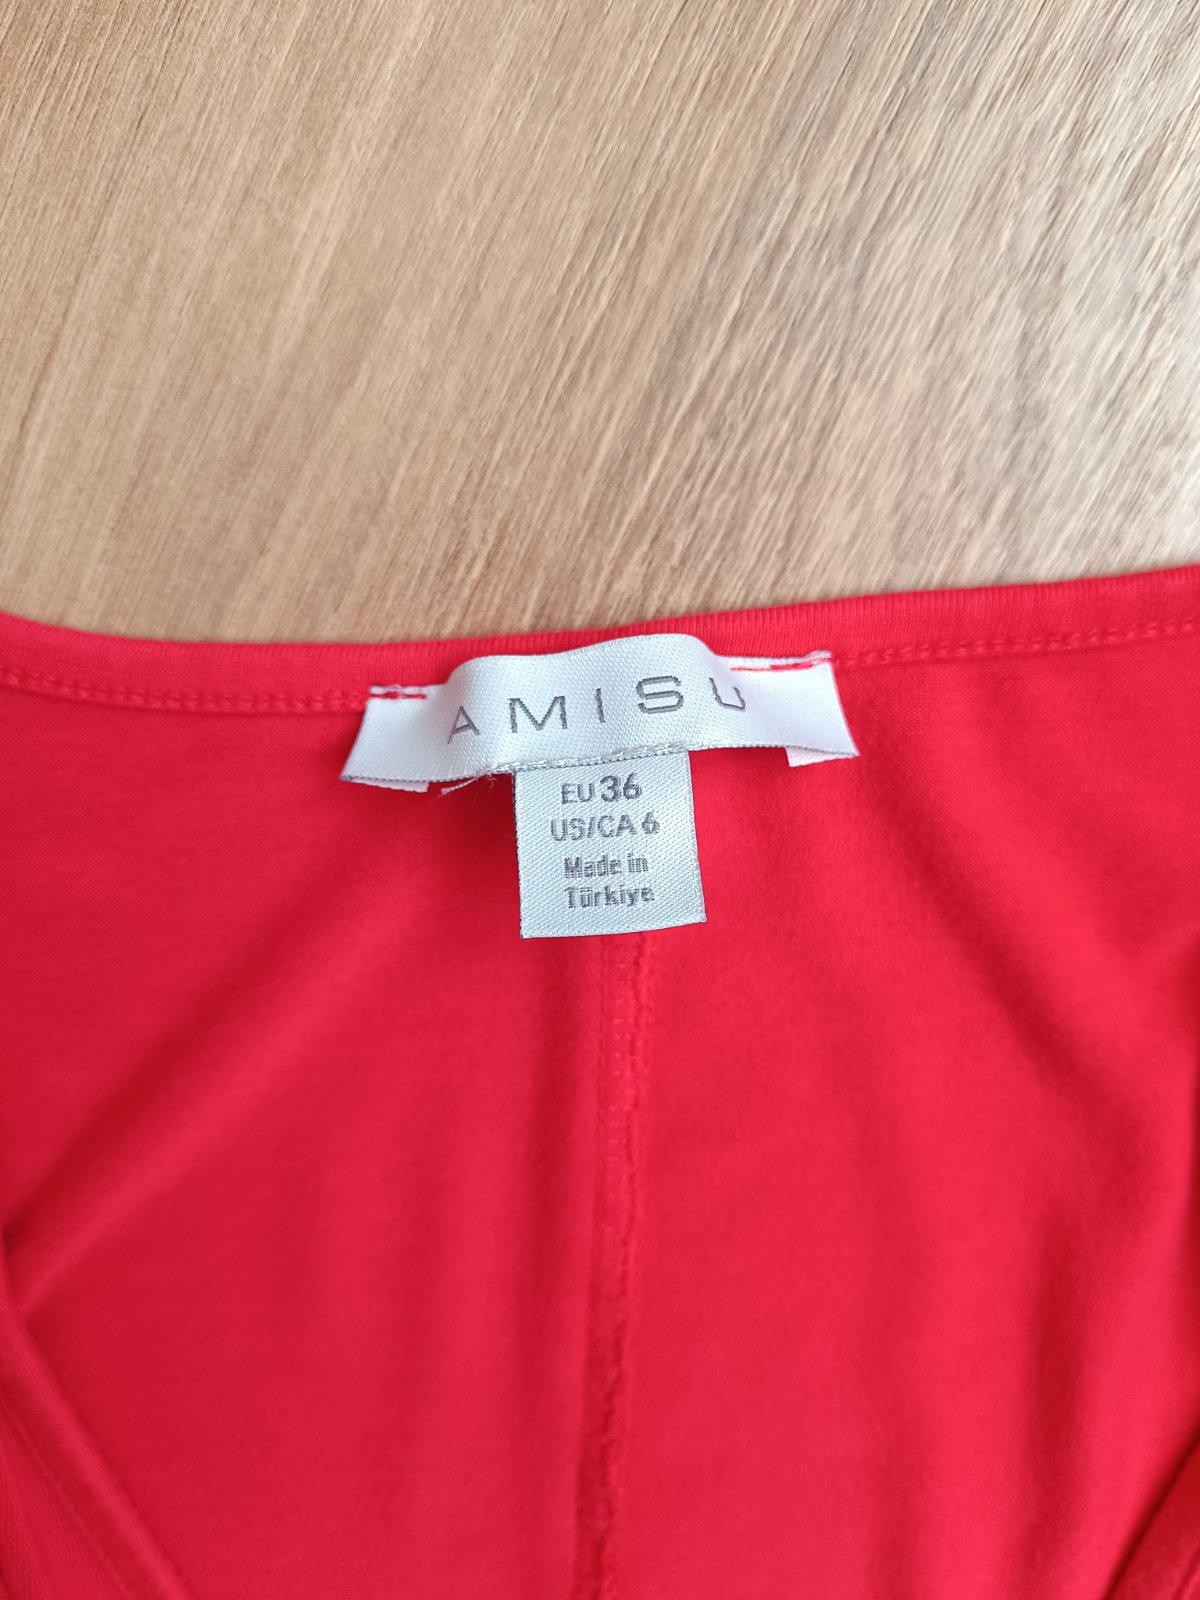 AMISU
EU 36
US/CA 6
Made in
Türkiye